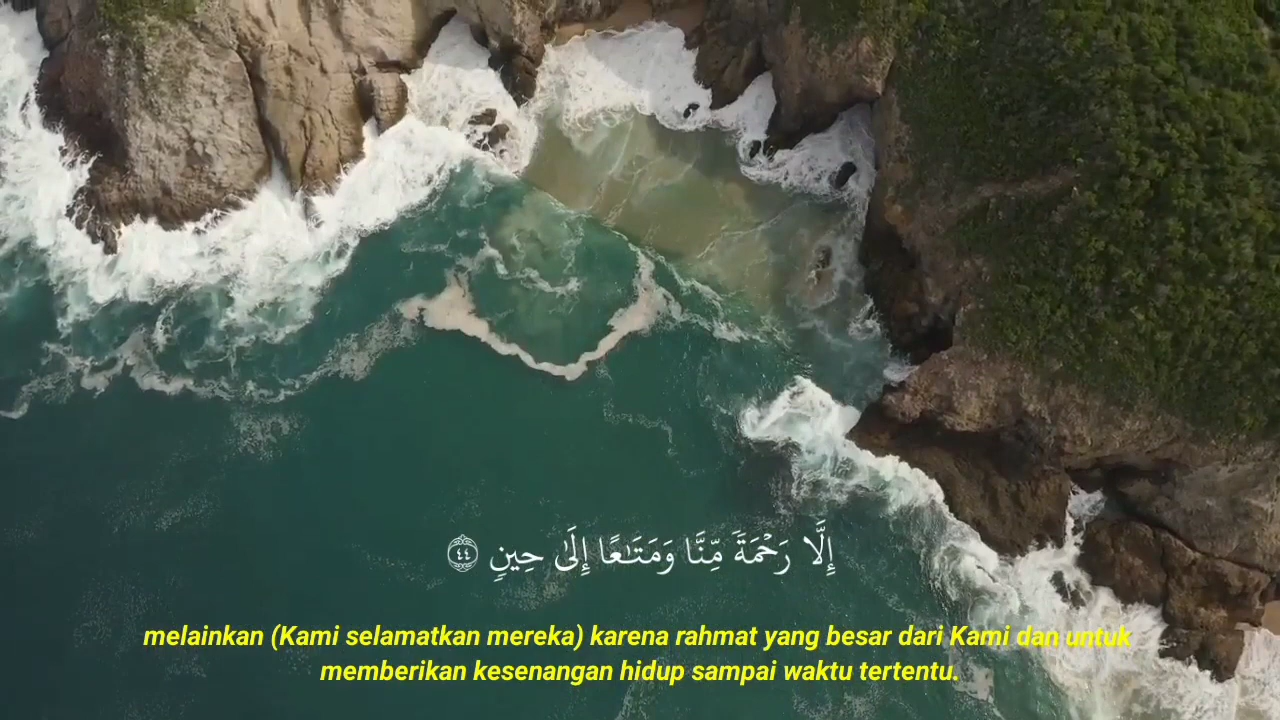 إِلَّا رَحْمَةً مِّنَّا وَمَتَـٰعًا إِلَىٰ حِينٍ ٤٤
melainkan (Kami selamatkan mereka) karena rahmat yang besar dari Kami dan untuk
memberikan kesenangan hidup sampai waktu tertentu.